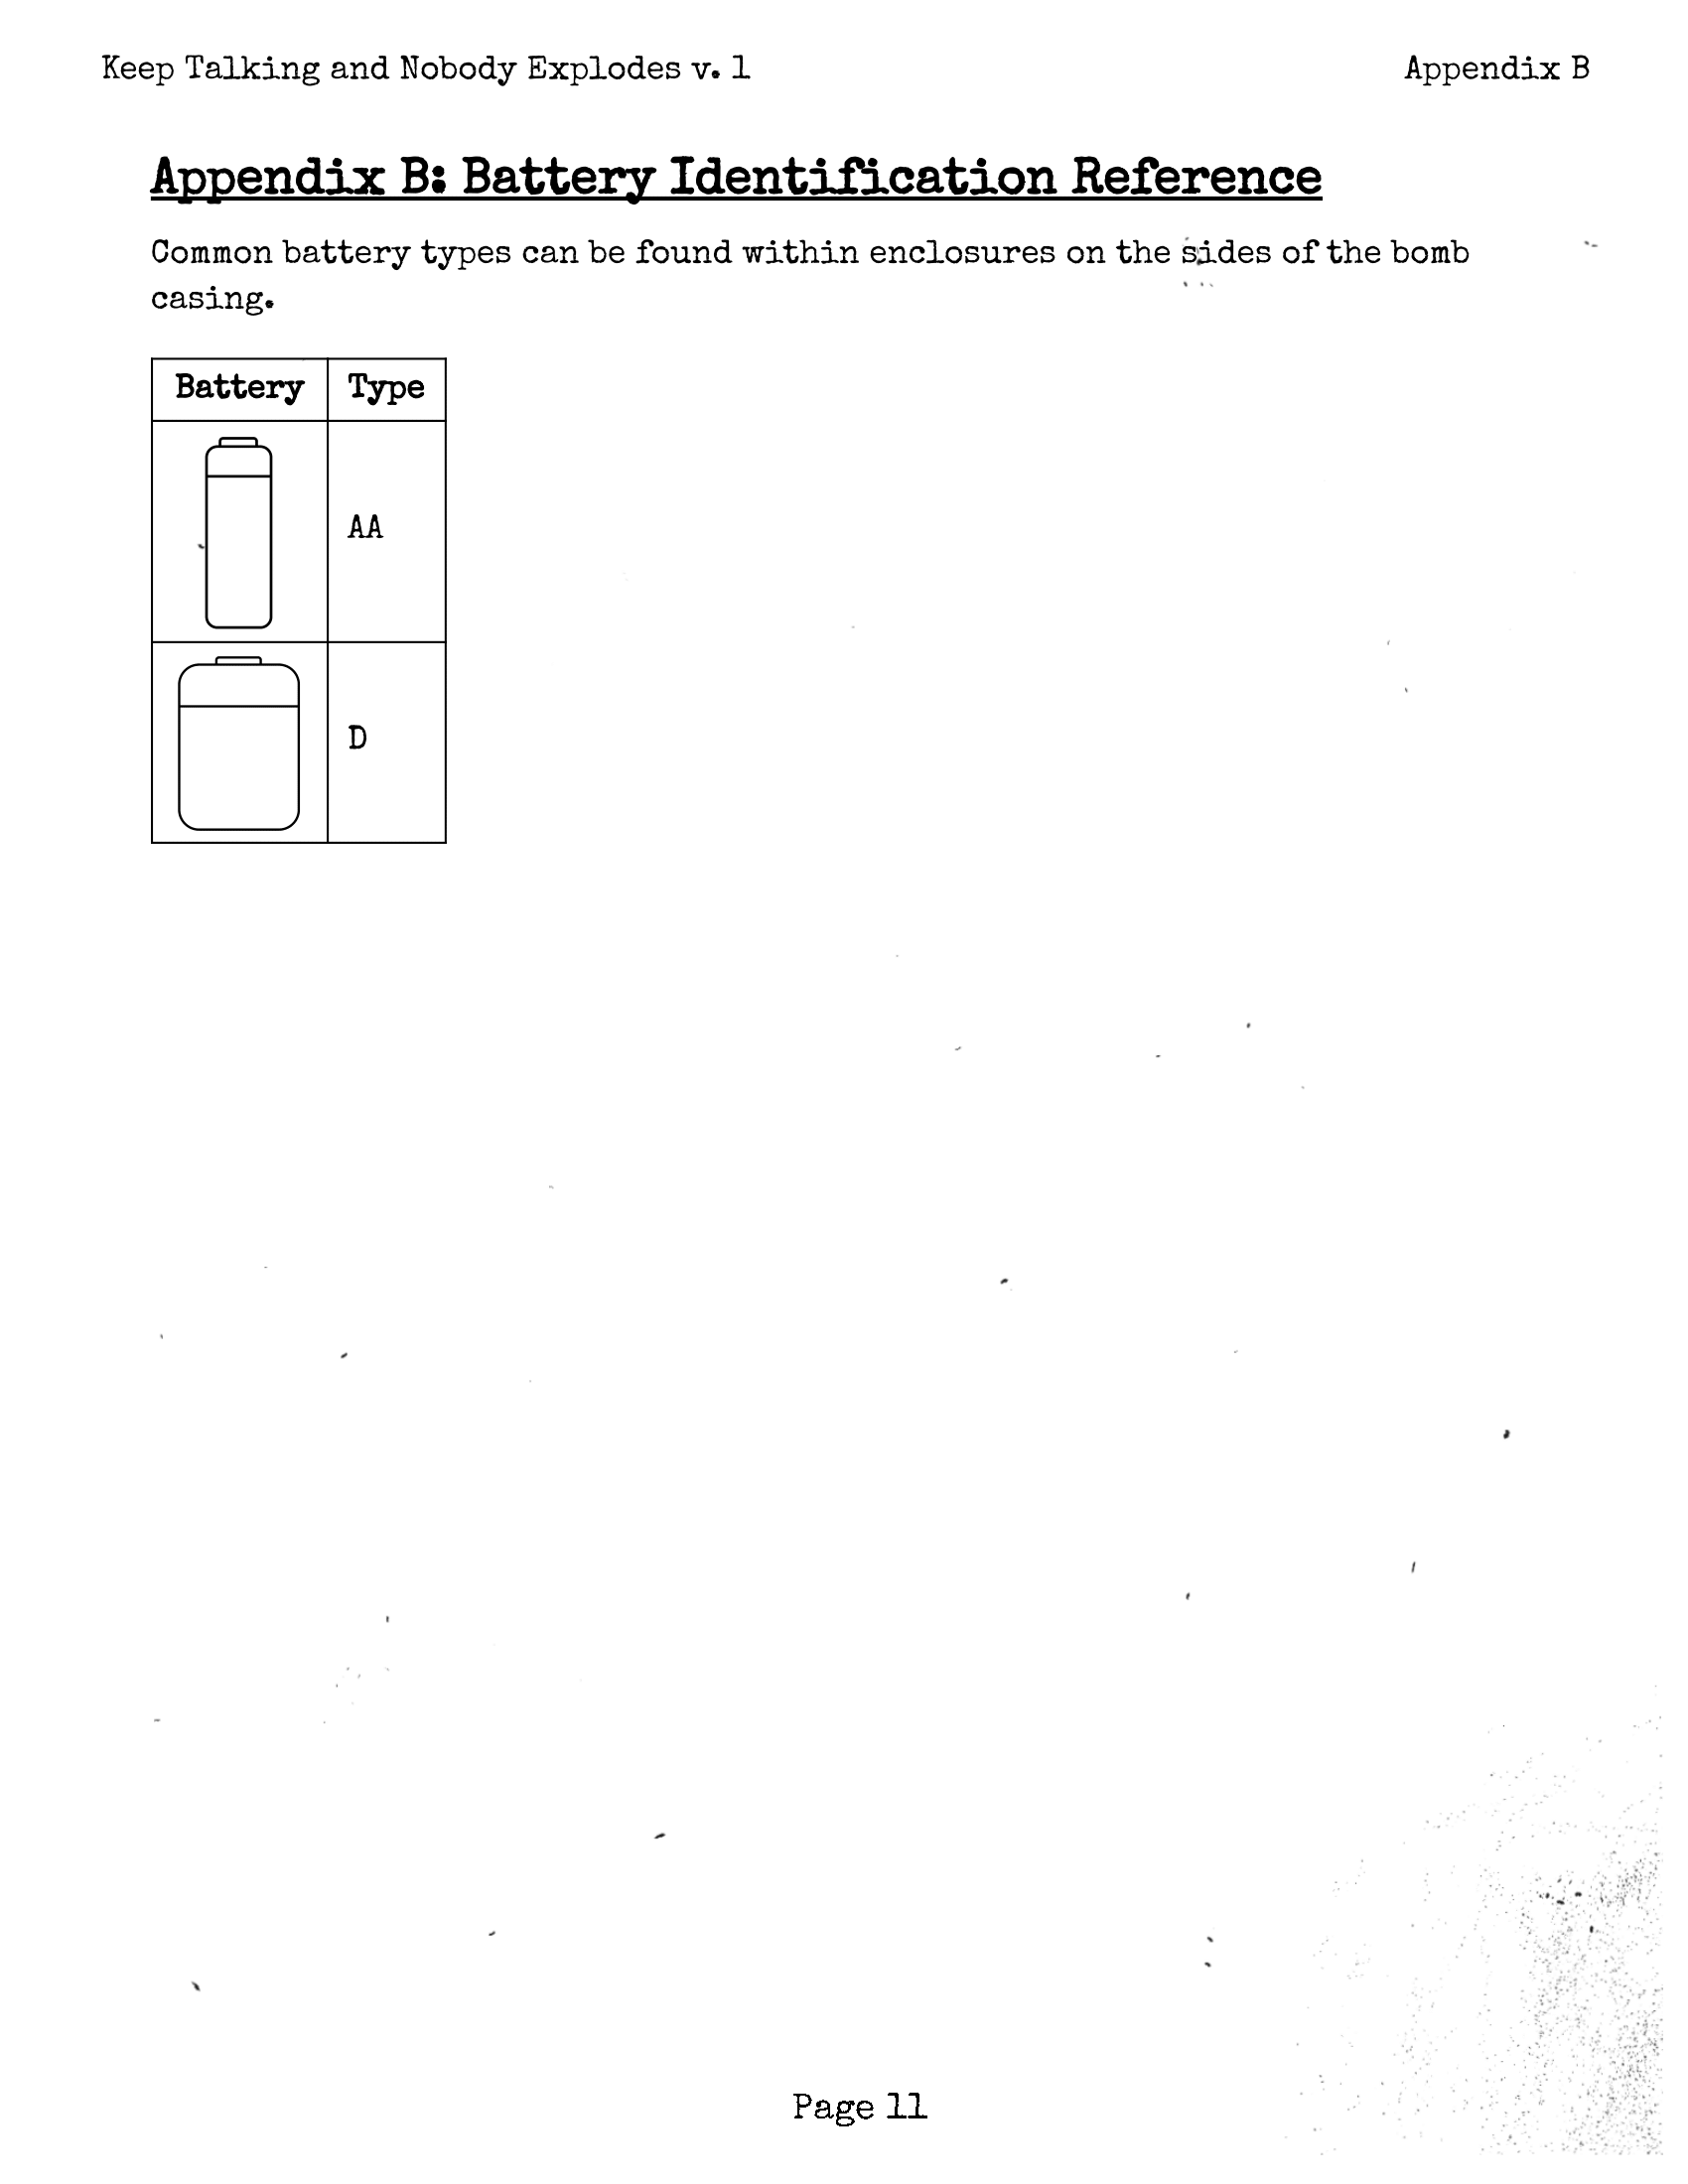 Keep Talking and Nobody Explodes v. 1
Appendix B
Appendix B: Battery Identification Reference
Common battery types can be found within enclosures on the sides of the bomb
casing.
Battery Type
AA
D
Page 11